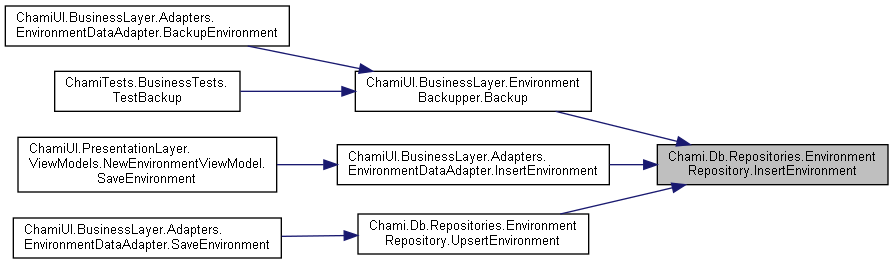 ChamiUI.BusinessLayer.Adapters.
EnvironmentDataAdapter.BackupEnvironment
ChamiTests.BusinessTests.
TestBackup
ChamiUI.BusinessLayer.Environment
Backupper.Backup
ChamiUI.PresentationLayer.
ViewModels.NewEnvironmentViewModel.
SaveEnvironment
ChamiUI.BusinessLayer.Adapters.
EnvironmentDataAdapter.InsertEnvironment
Chami.Db.Repositories.Environment
Repository.InsertEnvironment
ChamiUI.BusinessLayer.Adapters.
EnvironmentDataAdapter.SaveEnvironment
Chami.Db.Repositories.Environment
Repository.UpsertEnvironment